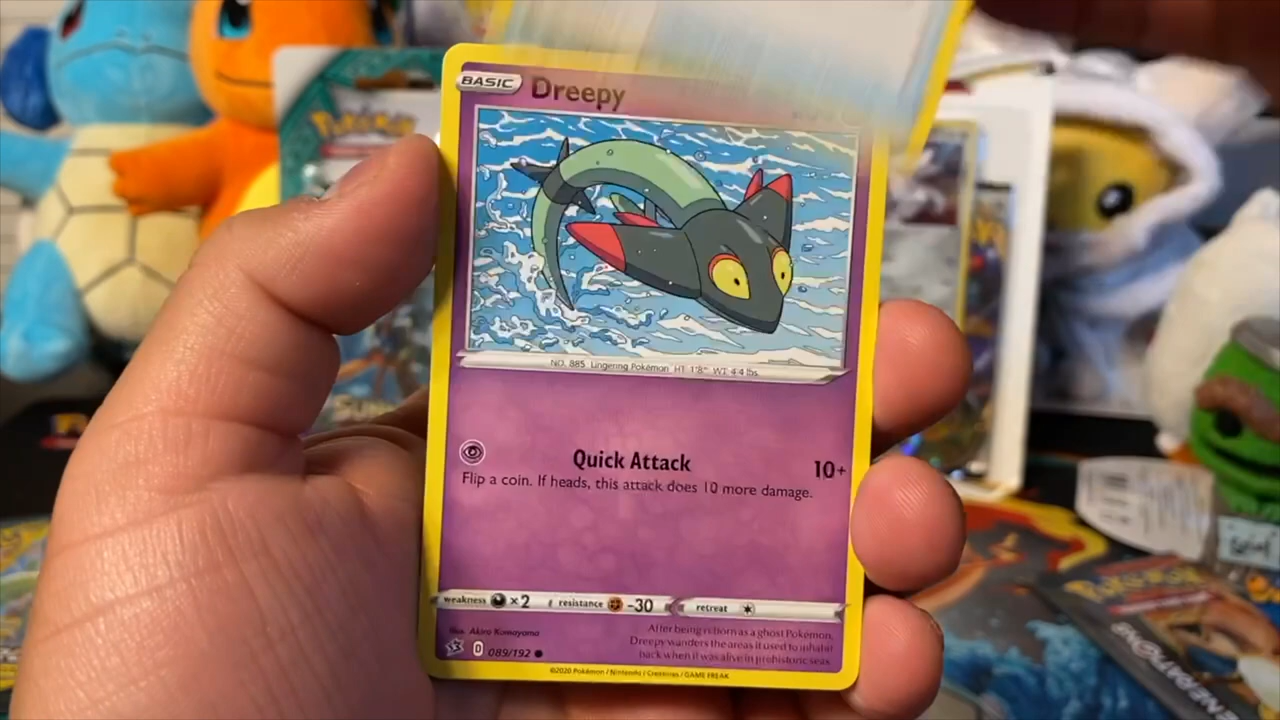 Pokémon
BASIC Dreepy
NO. 885 Lingering Pokémon HT 1'8" WT 4.4 lbs
Quick Attack 10+
Flip a coin. If heads, this attack does 10 more damage.
weakness ×2 resistance -30 retreat
Illus. Akira Komayama
After being reborn as a ghost Pokémon,
Dreepy wanders the areas it used to inhabit
back when it was alive in prehistoric seas.
D 089/192
©2020 Pokémon / Nintendo / Creatures / GAME FREAK
Pokémon